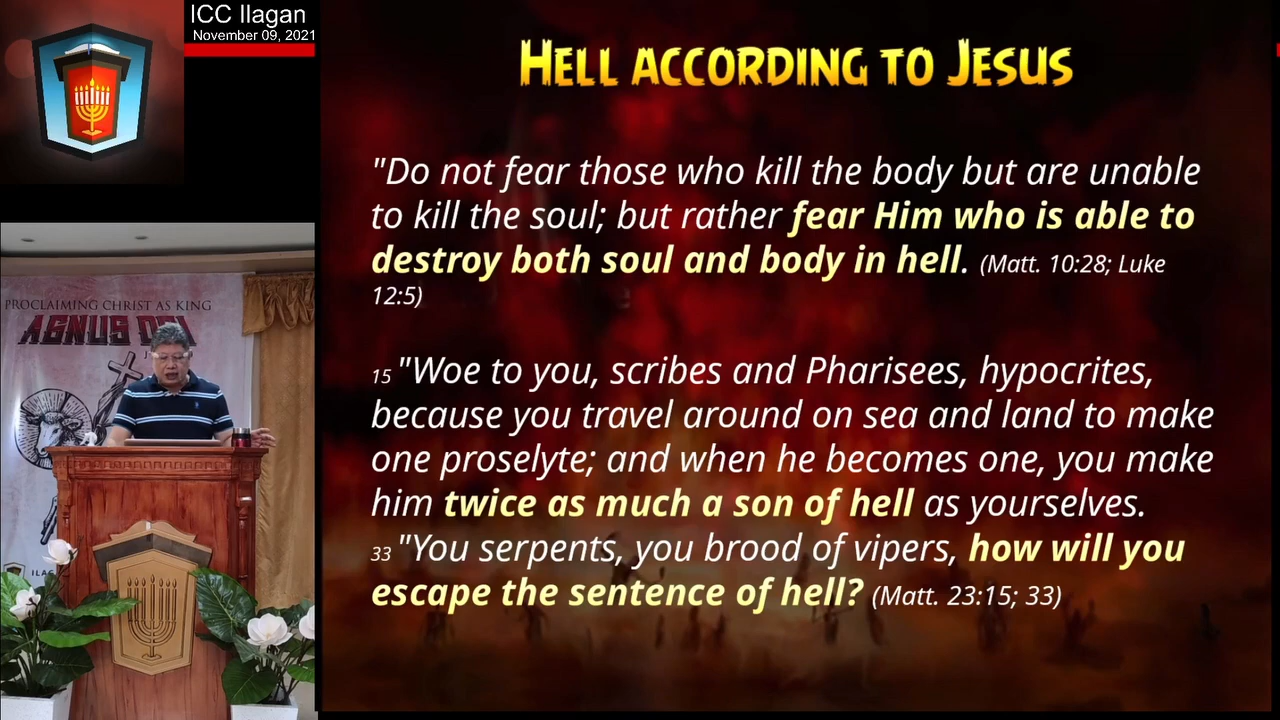 ICC Ilagan
November 09, 2021
HELL ACCORDING TO JESUS
"Do not fear those who kill the body but are unable
to kill the soul; but rather fear Him who is able to
destroy both soul and body in hell. (Matt. 10:28; Luke
12:5)
15 "Woe to you, scribes and Pharisees, hypocrites,
because you travel around on sea and land to make
one proselyte; and when he becomes one, you make
him twice as much a son of hell as yourselves.
33 "You serpents, you brood of vipers, how will you
escape the sentence of hell? (Matt. 23:15; 33)
PROCLAIMING CHRIST AS KING
AGNUS DEI